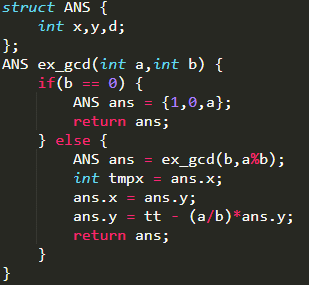 struct ANS {
    int x,y,d;
};
ANS ex_gcd(int a,int b) {
    if(b == 0) {
        ANS ans = {1,0,a};
        return ans;
    } else {
        ANS ans = ex_gcd(b,a%b);
        int tmpx = ans.x;
        ans.x = ans.y;
        ans.y = tt - (a/b)*ans.y;
        return ans;
    }
}